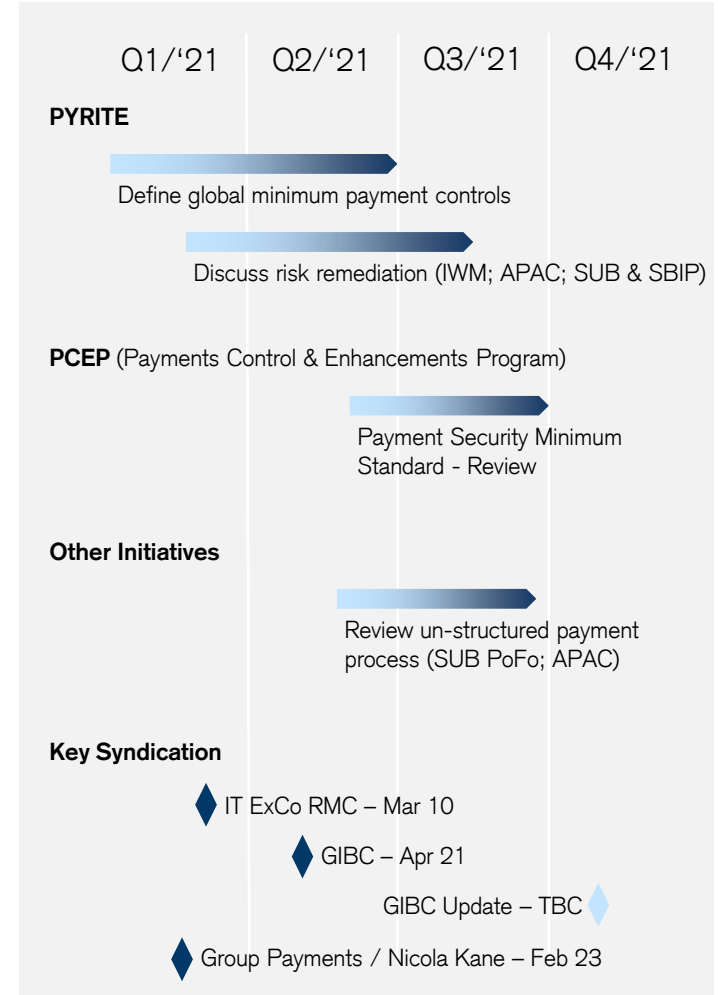 Q1/‘21 Q2/‘21 Q3/‘21 Q4/‘21
PYRITE
Define global minimum payment controls
Discuss risk remediation (IWM; APAC; SUB & SBIP)
PCEP (Payments Control & Enhancements Program)
Payment Security Minimum
Standard - Review
Other Initiatives
Review un-structured payment
process (SUB PoFo; APAC)
Key Syndication
IT ExCo RMC – Mar 10
GIBC – Apr 21
GIBC Update – TBC
Group Payments / Nicola Kane – Feb 23